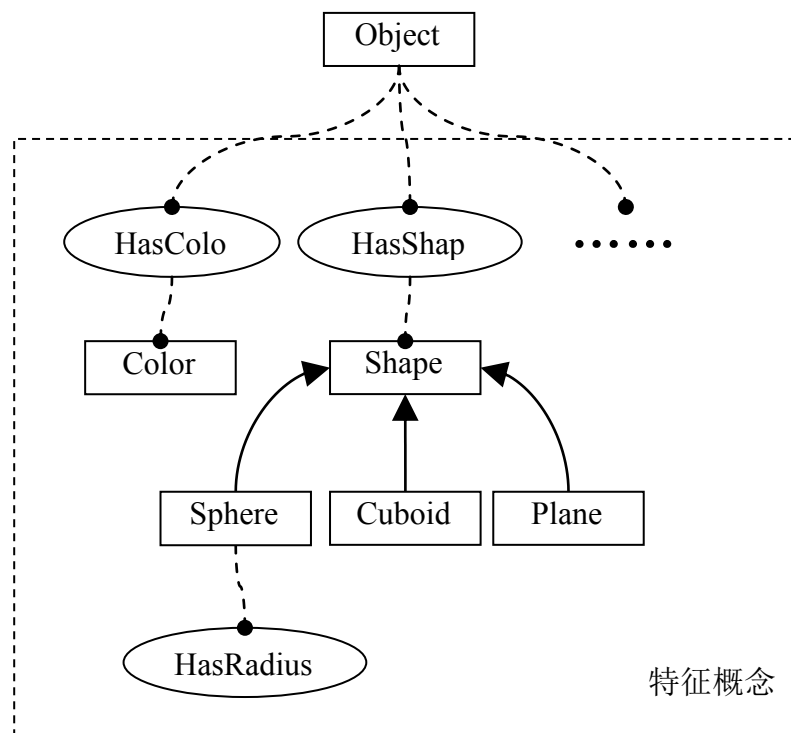 Object
HasColo
HasShap
······
Color
Shape
Sphere
Cuboid
Plane
HasRadius
特征概念